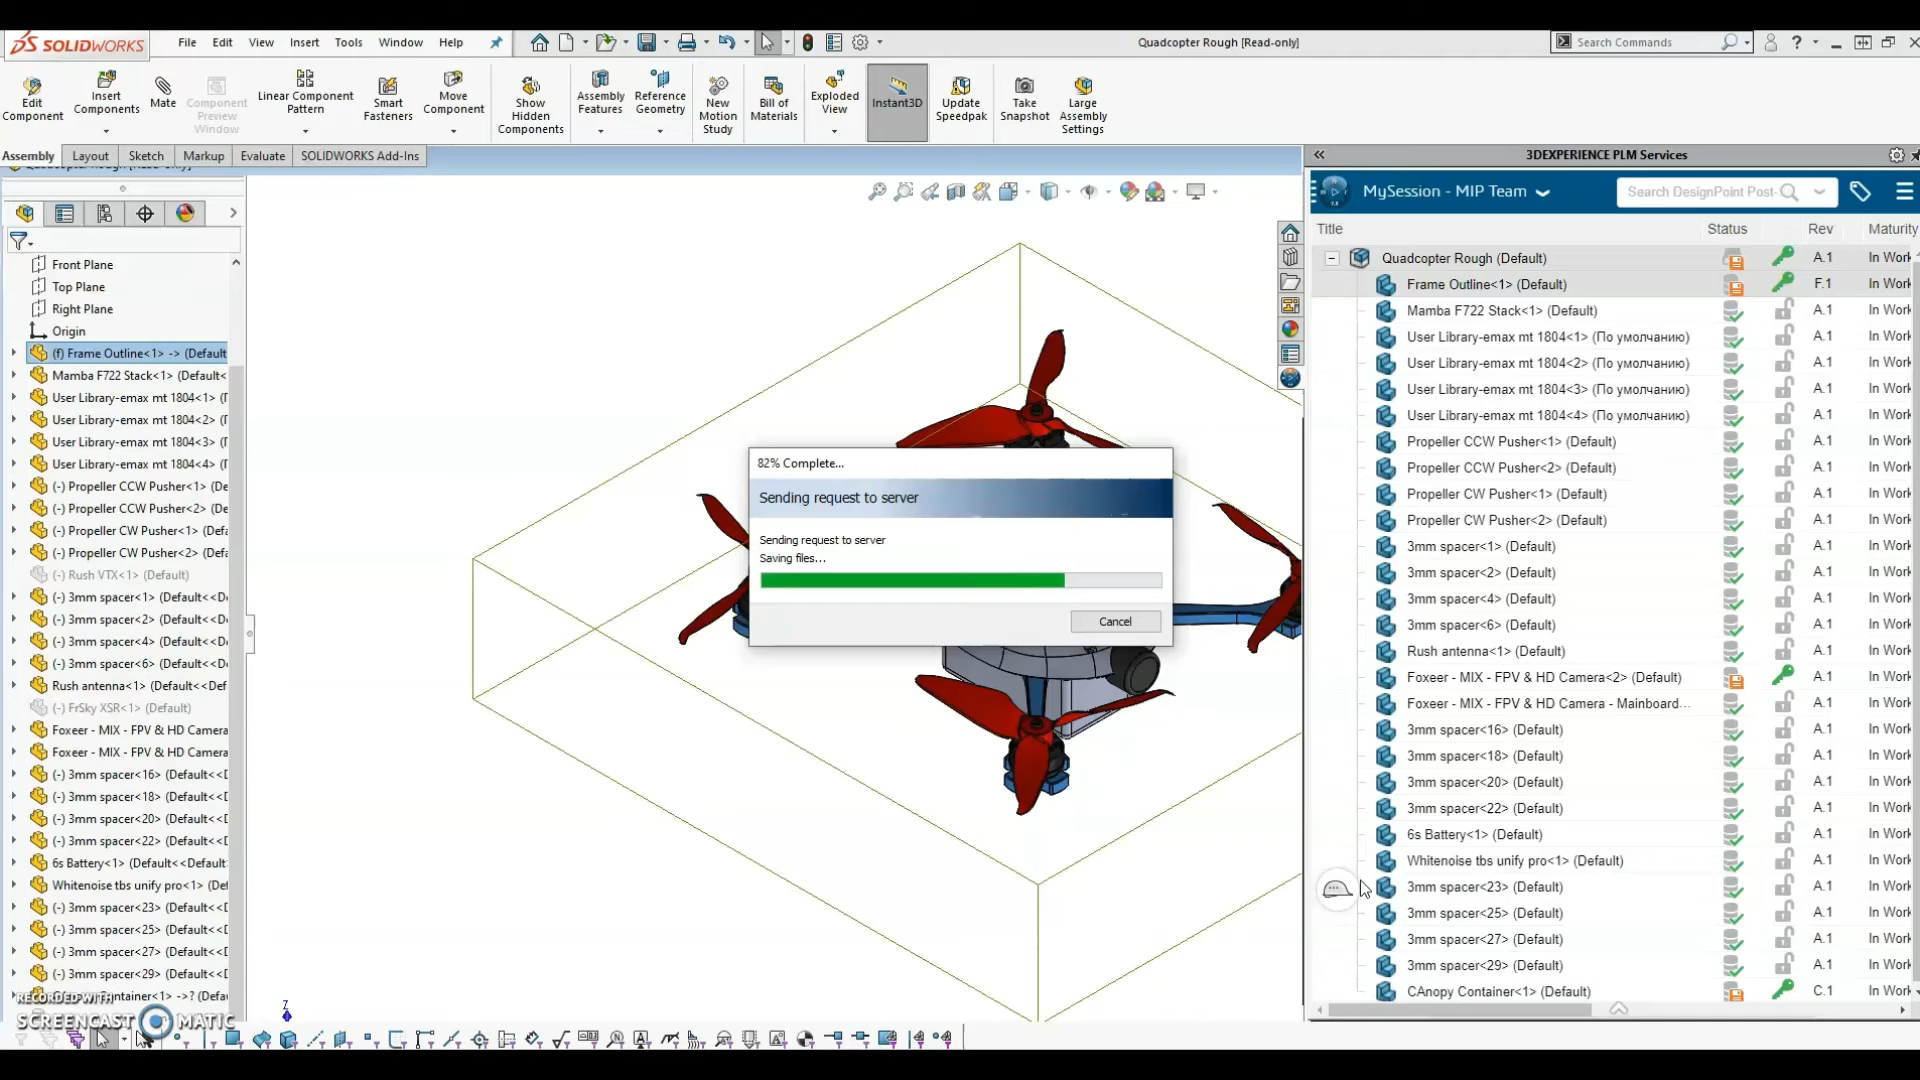 SOLIDWORKS
File Edit View Insert Tools Window Help
Quadcopter Rough [Read-only]
Search Commands
Edit Component
Insert Components
Mate
Component Preview Window
Linear Component Pattern
Smart Fasteners
Move Component
Show Hidden Components
Assembly Features
Reference Geometry
New Motion Study
Bill of Materials
Exploded View
Instant3D
Update Speedpak
Take Snapshot
Large Assembly Settings
Assembly Layout Sketch Markup Evaluate SOLIDWORKS Add-Ins
3DEXPERIENCE PLM Services
MySession - MIP Team
Search DesignPoint Post-
Front Plane
Top Plane
Right Plane
Origin
(f) Frame Outline<1> -> (Default
Mamba F722 Stack<1> (Default<
User Library-emax mt 1804<1> (П
User Library-emax mt 1804<2> (П
User Library-emax mt 1804<3> (П
User Library-emax mt 1804<4> (П
(-) Propeller CCW Pusher<1> (De
(-) Propeller CCW Pusher<2> (De
(-) Propeller CW Pusher<1> (Defa
(-) Propeller CW Pusher<2> (Defa
(-) Rush VTX<1> (Default)
(-) 3mm spacer<1> (Default<<De
(-) 3mm spacer<2> (Default<<De
(-) 3mm spacer<4> (Default<<De
(-) 3mm spacer<6> (Default<<De
Rush antenna<1> (Default<<Def
(-) FrSky XSR<1> (Default)
Foxeer - MIX - FPV & HD Camera
Foxeer - MIX - FPV & HD Camera
(-) 3mm spacer<16> (Default<<D
(-) 3mm spacer<18> (Default<<D
(-) 3mm spacer<20> (Default<<D
(-) 3mm spacer<22> (Default<<D
6s Battery<1> (Default<<Default
Whitenoise tbs unify pro<1> (Def
(-) 3mm spacer<23> (Default<<D
(-) 3mm spacer<25> (Default<<D
(-) 3mm spacer<27> (Default<<D
(-) 3mm spacer<29> (Default<<D
Container<1> ->? (Defa
RECORDED WITH
SCREENCAST MATIC
Z
82% Complete...
Sending request to server
Sending request to server
Saving files...
Cancel
Title Status Rev Maturity
Quadcopter Rough (Default) A.1 In Work
Frame Outline<1> (Default) F.1 In Work
Mamba F722 Stack<1> (Default) A.1 In Work
User Library-emax mt 1804<1> (По умолчанию) A.1 In Work
User Library-emax mt 1804<2> (По умолчанию) A.1 In Work
User Library-emax mt 1804<3> (По умолчанию) A.1 In Work
User Library-emax mt 1804<4> (По умолчанию) A.1 In Work
Propeller CCW Pusher<1> (Default) A.1 In Work
Propeller CCW Pusher<2> (Default) A.1 In Work
Propeller CW Pusher<1> (Default) A.1 In Work
Propeller CW Pusher<2> (Default) A.1 In Work
3mm spacer<1> (Default) A.1 In Work
3mm spacer<2> (Default) A.1 In Work
3mm spacer<4> (Default) A.1 In Work
3mm spacer<6> (Default) A.1 In Work
Rush antenna<1> (Default) A.1 In Work
Foxeer - MIX - FPV & HD Camera<2> (Default) A.1 In Work
Foxeer - MIX - FPV & HD Camera - Mainboard... A.1 In Work
3mm spacer<16> (Default) A.1 In Work
3mm spacer<18> (Default) A.1 In Work
3mm spacer<20> (Default) A.1 In Work
3mm spacer<22> (Default) A.1 In Work
6s Battery<1> (Default) A.1 In Work
Whitenoise tbs unify pro<1> (Default) A.1 In Work
3mm spacer<23> (Default) A.1 In Work
3mm spacer<25> (Default) A.1 In Work
3mm spacer<27> (Default) A.1 In Work
3mm spacer<29> (Default) A.1 In Work
CAnopy Container<1> (Default) C.1 In Work